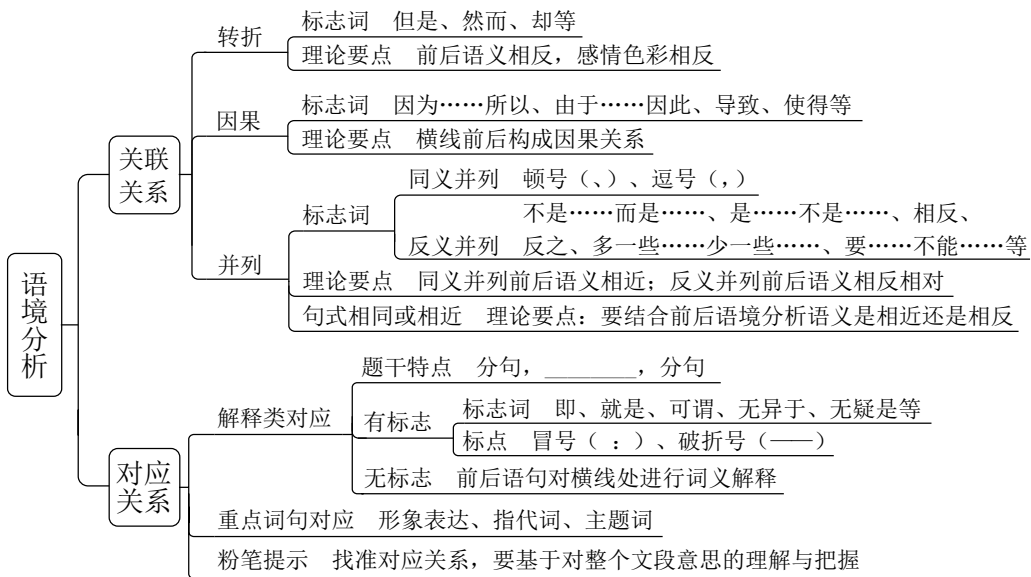 语境分析
关联关系
转折
标志词 但是、然而、却等
理论要点 前后语义相反，感情色彩相反
因果
标志词 因为……所以、由于……因此、导致、使得等
理论要点 横线前后构成因果关系
并列
标志词
同义并列 顿号（、）、逗号（，）
不是……而是……、是……不是……、相反、
反义并列 反之、多一些……少一些……、要……不能……等
理论要点 同义并列前后语义相近；反义并列前后语义相反相对
句式相同或相近 理论要点：要结合前后语境分析语义是相近还是相反
对应关系
解释类对应
题干特点 分句，________，分句
有标志
标志词 即、就是、可谓、无异于、无疑是等
标点 冒号（：）、破折号（——）
无标志 前后语句对横线处进行词义解释
重点词句对应 形象表达、指代词、主题词
粉笔提示 找准对应关系，要基于对整个文段意思的理解与把握